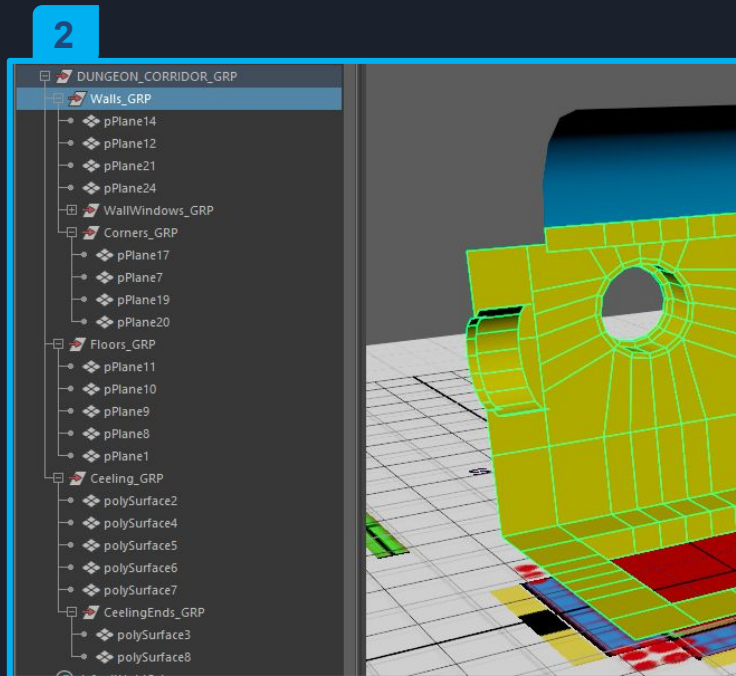 2
DUNGEON_CORRIDOR_GRP
Walls_GRP
pPlane14
pPlane12
pPlane21
pPlane24
WallWindows_GRP
Corners_GRP
pPlane17
pPlane7
pPlane19
pPlane20
Floors_GRP
pPlane11
pPlane10
pPlane9
pPlane8
pPlane1
Ceeling_GRP
polySurface2
polySurface4
polySurface5
polySurface6
polySurface7
CeelingEnds_GRP
polySurface3
polySurface8